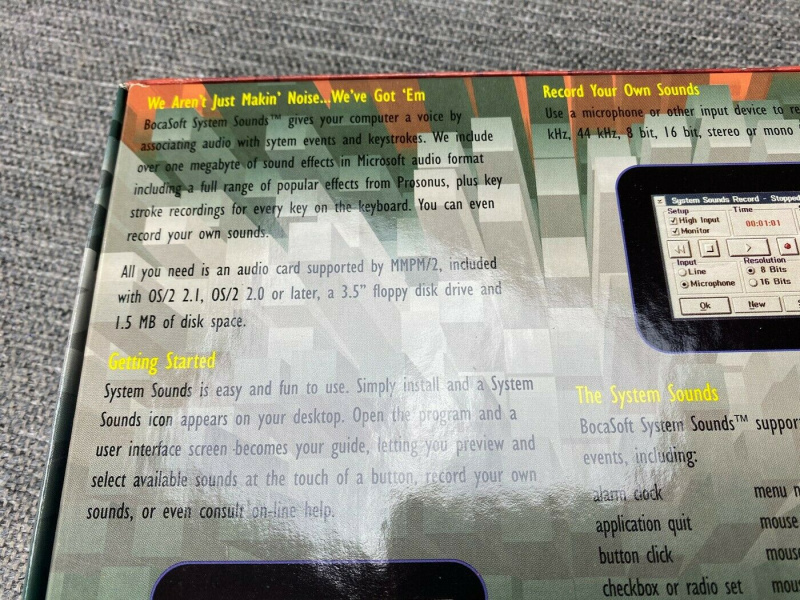 We Aren't Just Makin' Noise...We've Got 'Em
BocaSoft System Sounds™ gives your computer a voice by
associating audio with sytem events and keystrokes. We include
over one megabyte of sound effects in Microsoft audio format
including a full range of popular effects from Prosonus, plus key
stroke recordings for every key on the keyboard. You can even
record your own sounds.
All you need is an audio card supported by MMPM/2, included
with OS/2 2.1, OS/2 2.0 or later, a 3.5" floppy disk drive and
1.5 MB of disk space.
Getting Started
System Sounds is easy and fun to use. Simply install and a System
Sounds icon appears on your desktop. Open the program and a
user interface screen becomes your guide, letting you preview and
select available sounds at the touch of a button, record your own
sounds, or even consult on-line help.
Record Your Own Sounds
Use a microphone or other input device to
kHz, 44 kHz, 8 bit, 16 bit, stereo or mono
System Sounds Record - Stopped
Setup
High Input
Monitor
Time
00:01:01
Input
Line
Microphone
Resolution
8 Bits
16 Bits
Ok
New
The System Sounds
BocaSoft System Sounds™
events, including:
alarm clock
application quit
button click
checkbox or radio set
menu
mouse